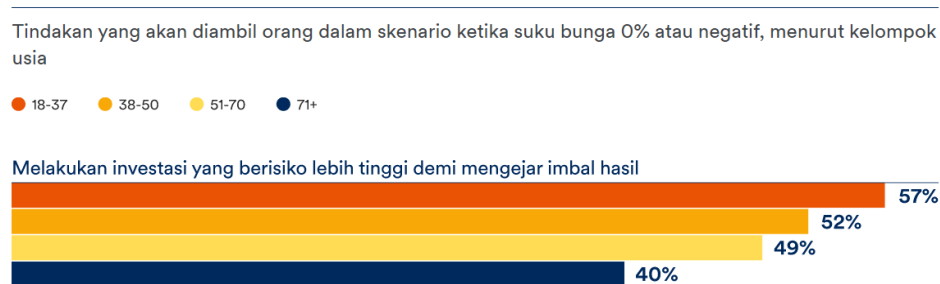 Tindakan yang akan diambil orang dalam skenario ketika suku bunga 0% atau negatif, menurut kelompok
usia
18-37 38-50 51-70 71+
Melakukan investasi yang berisiko lebih tinggi demi mengejar imbal hasil
57%
52%
49%
40%